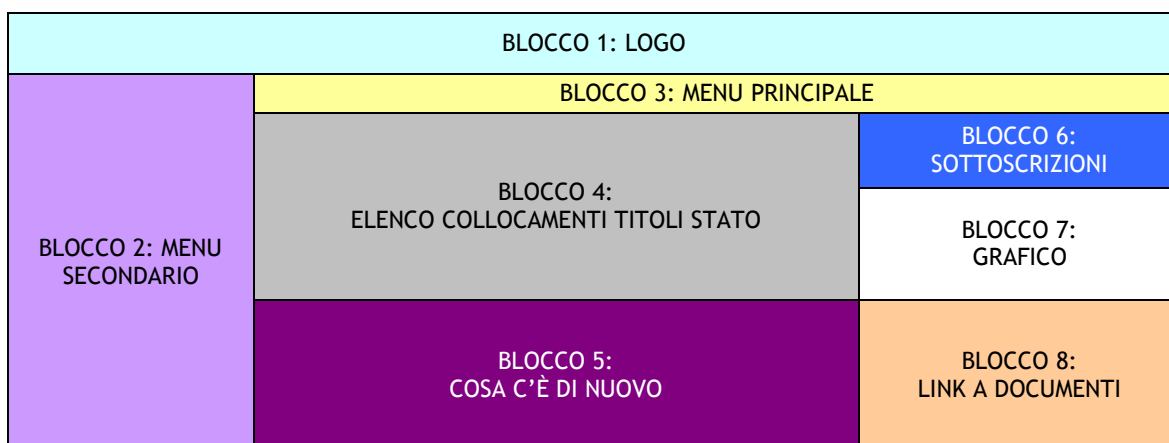 BLOCCO 1: LOGO
BLOCCO 2: MENU
SECONDARIO
BLOCCO 3: MENU PRINCIPALE
BLOCCO 4:
ELENCO COLLOCAMENTI TITOLI STATO
BLOCCO 5:
COSA C’È DI NUOVO
BLOCCO 6:
SOTTOSCRIZIONI
BLOCCO 7:
GRAFICO
BLOCCO 8:
LINK A DOCUMENTI